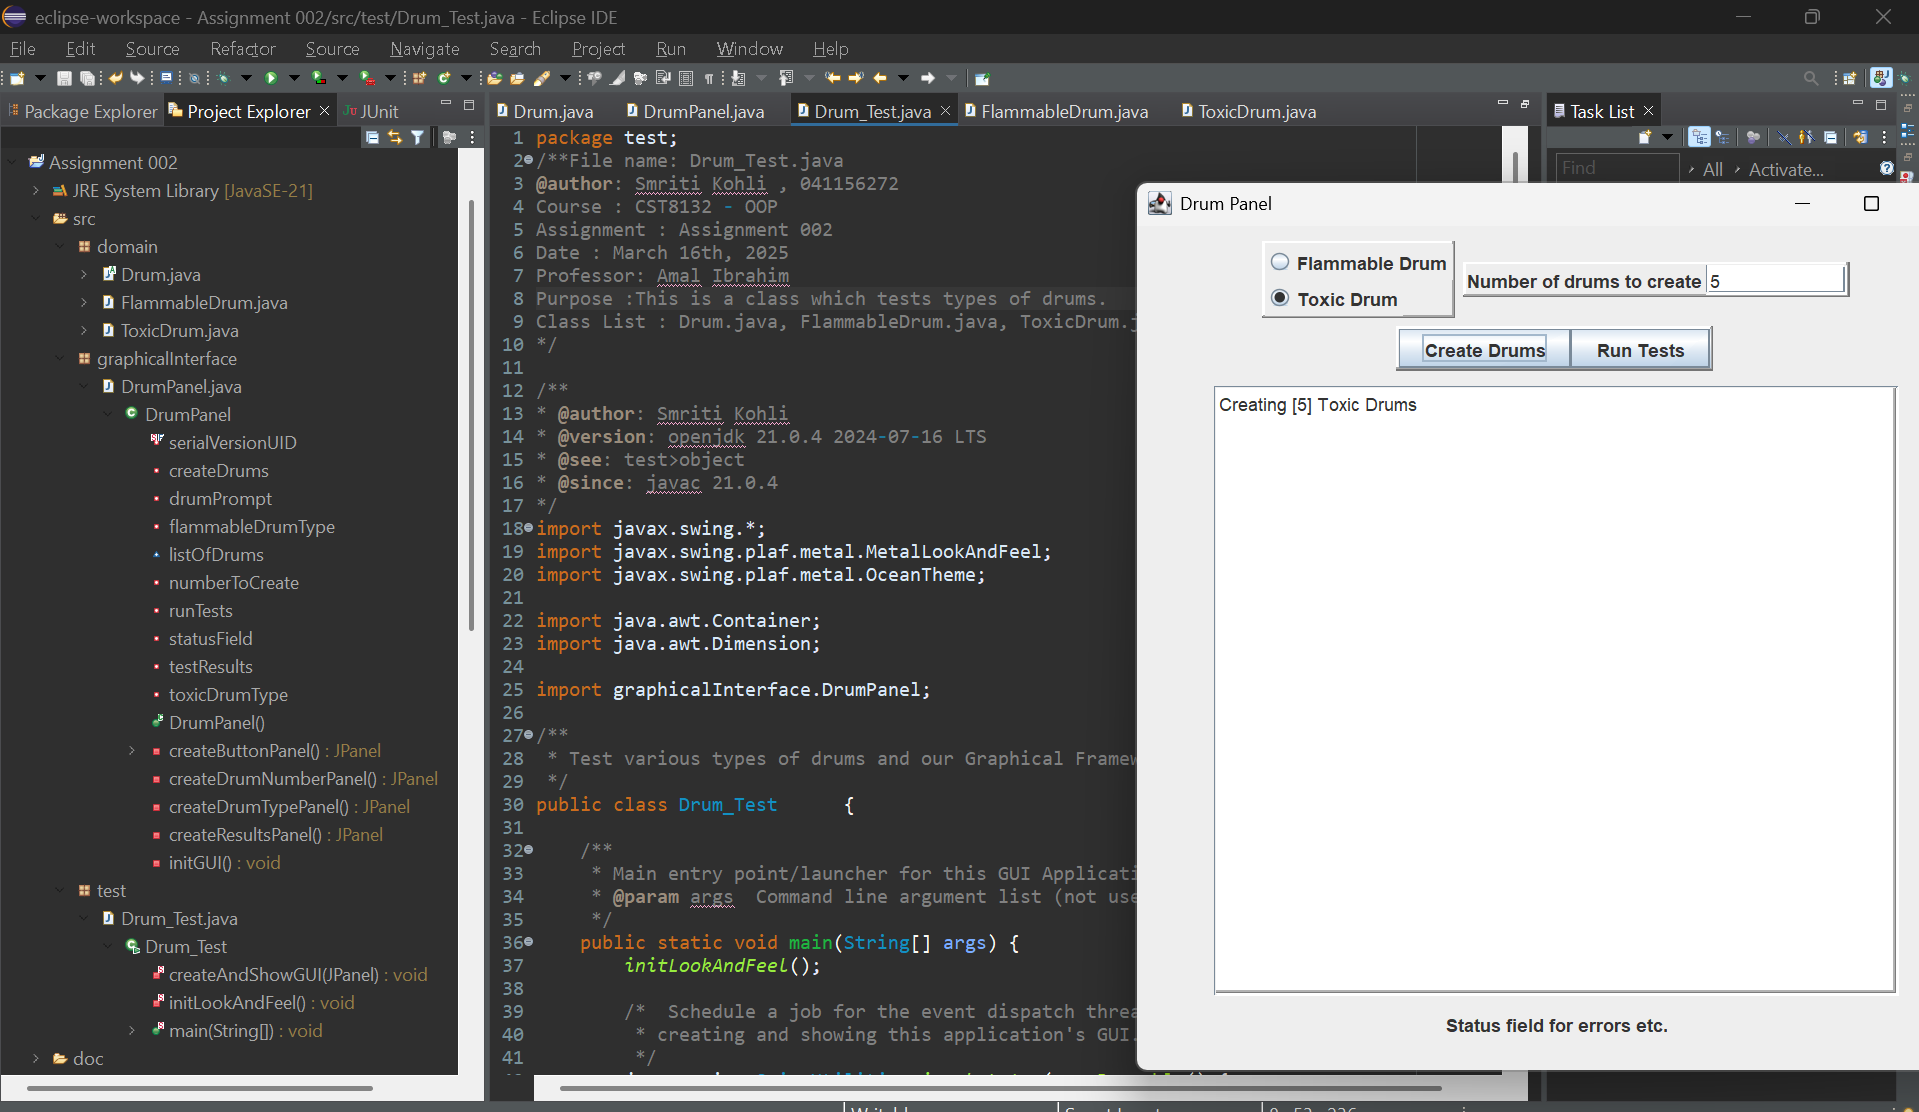 eclipse-workspace - Assignment 002/src/test/Drum_Test.java - Eclipse IDE
File Edit Source Refactor Source Navigate Search Project Run Window Help
Package Explorer Project Explorer JUnit
Drum.java DrumPanel.java Drum_Test.java FlammableDrum.java ToxicDrum.java
Task List
Find All Activate...
Assignment 002
JRE System Library [JavaSE-21]
src
domain
Drum.java
FlammableDrum.java
ToxicDrum.java
graphicalInterface
DrumPanel.java
DrumPanel
serialVersionUID
createDrums
drumPrompt
flammableDrumType
listOfDrums
numberToCreate
runTests
statusField
testResults
toxicDrumType
DrumPanel()
createButtonPanel() : JPanel
createDrumNumberPanel() : JPanel
createDrumTypePanel() : JPanel
createResultsPanel() : JPanel
initGUI() : void
test
Drum_Test.java
Drum_Test
createAndShowGUI(JPanel) : void
initLookAndFeel() : void
main(String[]) : void
doc
1 package test;
2 /**File name: Drum_Test.java
3 @author: Smriti Kohli , 041156272
4 Course : CST8132 - OOP
5 Assignment : Assignment 002
6 Date : March 16th, 2025
7 Professor: Amal Ibrahim
8 Purpose :This is a class which tests types of drums.
9 Class List : Drum.java, FlammableDrum.java, ToxicDrum.j
10 */
11
12 /**
13 * @author: Smriti Kohli
14 * @version: openjdk 21.0.4 2024-07-16 LTS
15 * @see: test>object
16 * @since: javac 21.0.4
17 */
18 import javax.swing.*;
19 import javax.swing.plaf.metal.MetalLookAndFeel;
20 import javax.swing.plaf.metal.OceanTheme;
21
22 import java.awt.Container;
23 import java.awt.Dimension;
24
25 import graphicalInterface.DrumPanel;
26
27 /**
28 * Test various types of drums and our Graphical Framew
29 */
30 public class Drum_Test {
31
32 /**
33 * Main entry point/launcher for this GUI Applicati
34 * @param args Command line argument list (not use
35 */
36 public static void main(String[] args) {
37 initLookAndFeel();
38
39 /* Schedule a job for the event dispatch threa
40 * creating and showing this application's GUI.
41 */
Drum Panel
Flammable Drum
Toxic Drum
Number of drums to create 5
Create Drums Run Tests
Creating [5] Toxic Drums
Status field for errors etc.